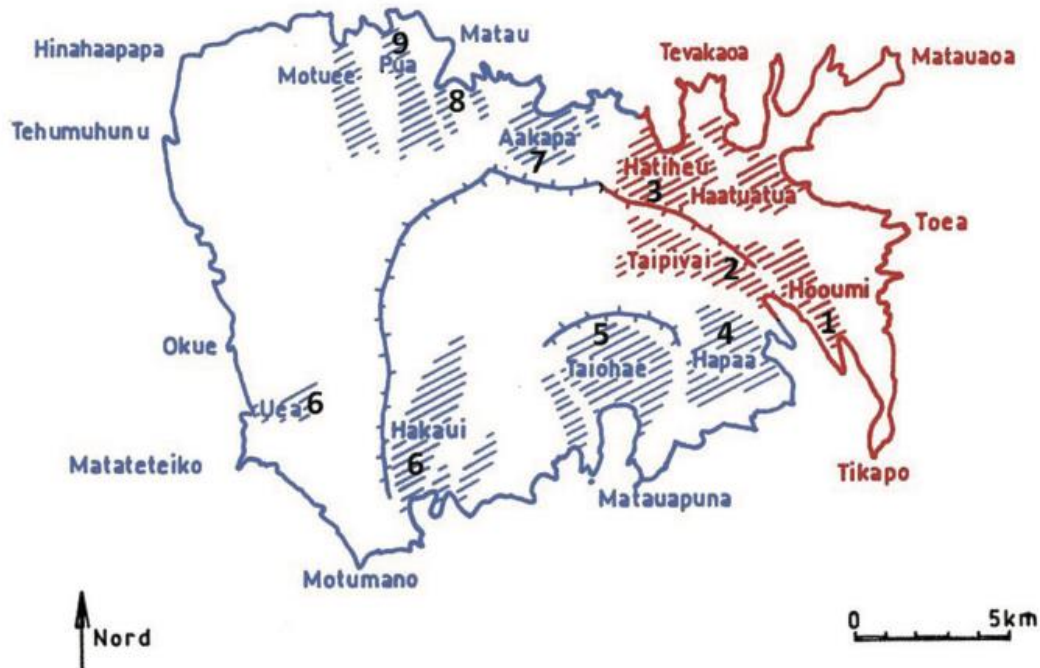 Hinahaapapa
Matau
Tevakaoa
Matauaoa
9
Pua
Motuee
8
Tehumuhunu
Aakapa
7
Hatiheu
3
Haatuatua
Toea
Taipivai
2
Hooumi
1
Okue
5
4
Taiohae
Hapaa
Uea
6
Hakaui
6
Matateteiko
Tikapo
Matauapuna
Motumano
Nord
0 5km